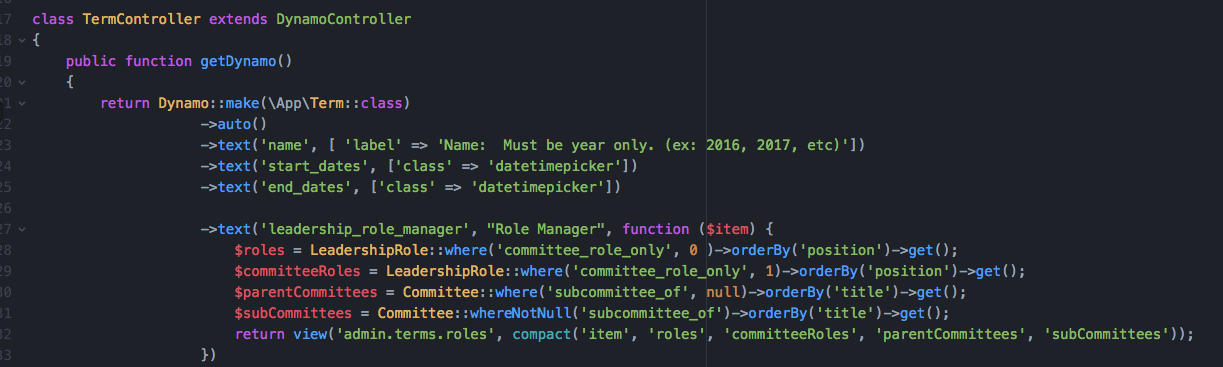 17 class TermController extends DynamoController
18 {
19 public function getDynamo()
20 {
21 return Dynamo::make(\App\Term::class)
22 ->auto()
23 ->text('name', [ 'label' => 'Name:  Must be year only. (ex: 2016, 2017, etc)'])
24 ->text('start_dates', ['class' => 'datetimepicker'])
25 ->text('end_dates', ['class' => 'datetimepicker'])
26
27 ->text('leadership_role_manager', "Role Manager", function ($item) {
28 $roles = LeadershipRole::where('committee_role_only', 0 )->orderBy('position')->get();
29 $committeeRoles = LeadershipRole::where('committee_role_only', 1)->orderBy('position')->get();
30 $parentCommittees = Committee::where('subcommittee_of', null)->orderBy('title')->get();
31 $subCommittees = Committee::whereNotNull('subcommittee_of')->orderBy('title')->get();
32 return view('admin.terms.roles', compact('item', 'roles', 'committeeRoles', 'parentCommittees', 'subCommittees'));
33 })